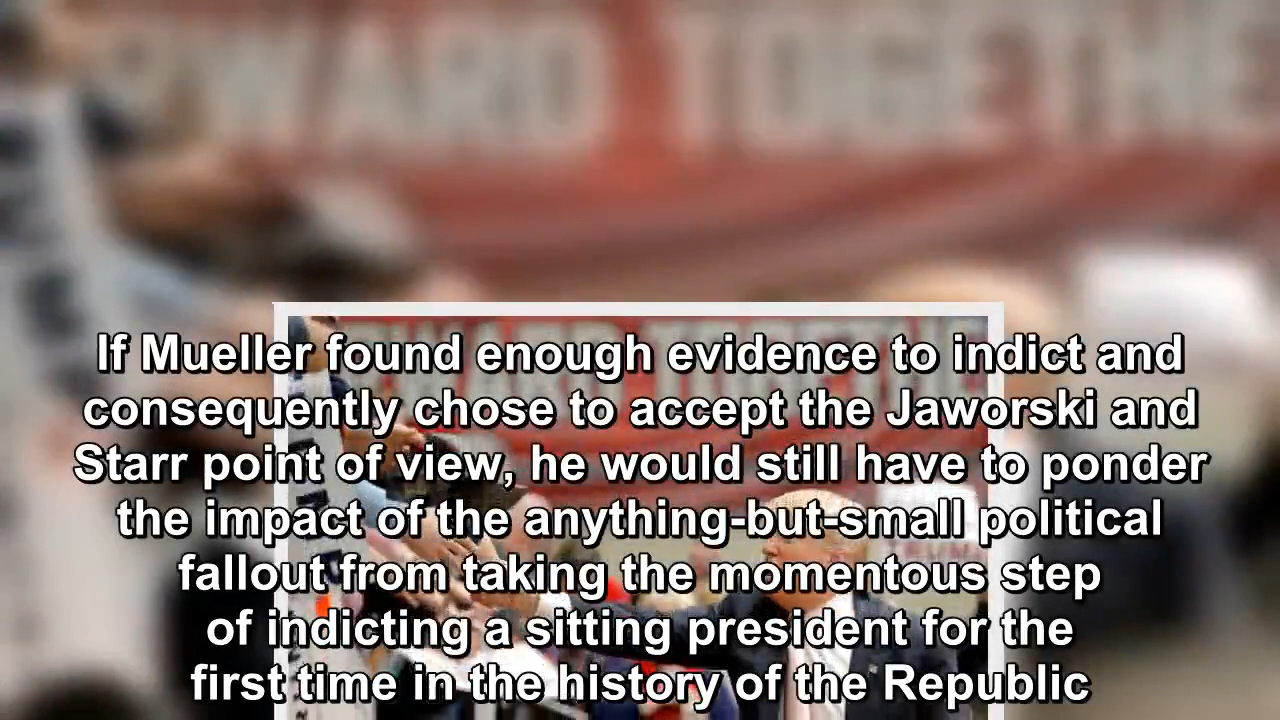 WARD TOGETHE
If Mueller found enough evidence to indict and
consequently chose to accept the Jaworski and
Starr point of view, he would still have to ponder
the impact of the anything-but-small political
fallout from taking the momentous step
of indicting a sitting president for the
first time in the history of the Republic